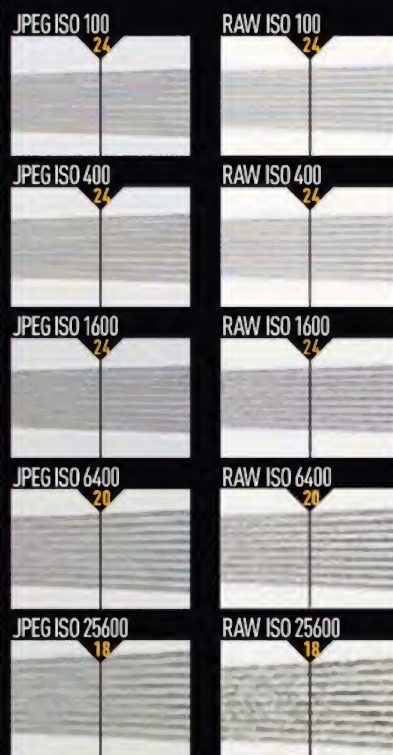 JPEG ISO 100 RAW ISO 100
24 24
JPEG ISO 400 RAW ISO 400
24 24
JPEG ISO 1600 RAW ISO 1600
24 24
JPEG ISO 6400 RAW ISO 6400
20 20
JPEG ISO 25600 RAW ISO 25600
18 18